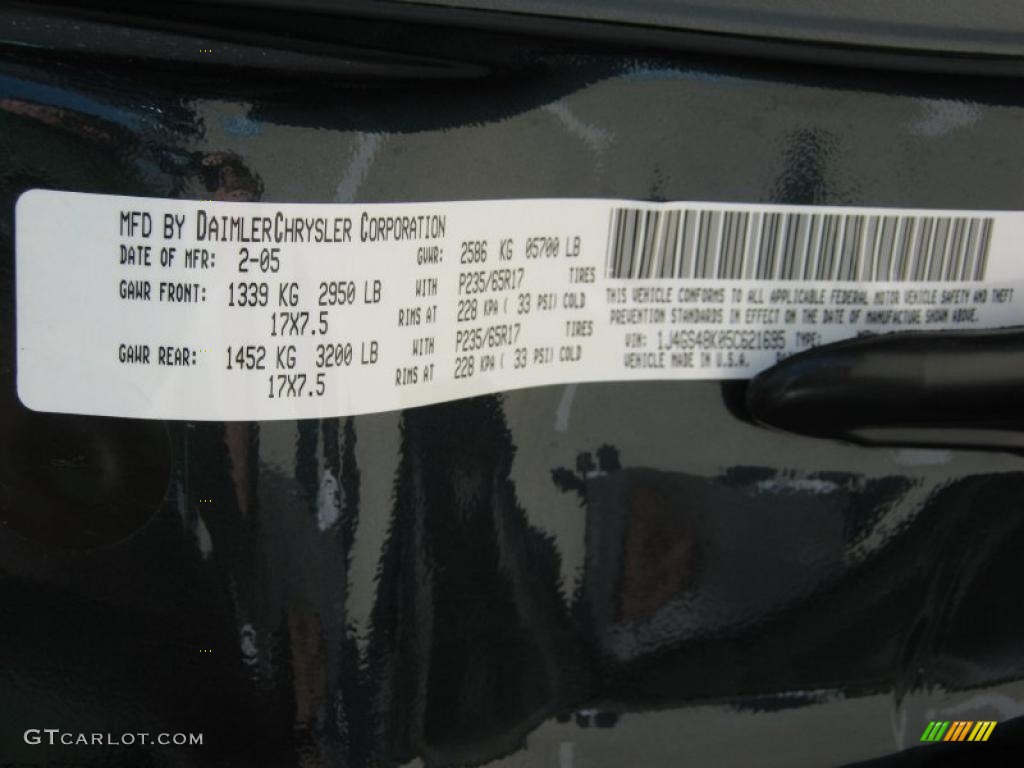 MFD BY DAIMLERCHRYSLER CORPORATION
DATE OF MFR: 2-05 GVWR: 2586 KG 05700 LB
GAWR FRONT: 1339 KG 2950 LB WITH P235/65R17 TIRES
17X7.5 RIMS AT 228 KPA ( 33 PSI) COLD
GAWR REAR: 1452 KG 3200 LB WITH P235/65R17 TIRES
17X7.5 RIMS AT 228 KPA ( 33 PSI) COLD
THIS VEHICLE CONFORMS TO ALL APPLICABLE FEDERAL MOTOR VEHICLE SAFETY AND THEFT
PREVENTION STANDARDS IN EFFECT ON THE DATE OF MANUFACTURE SHOWN ABOVE.
VIN: 1J4GS48K05C621695 TYPE:
VEHICLE MADE IN U.S.A.
GTCARLOT.COM